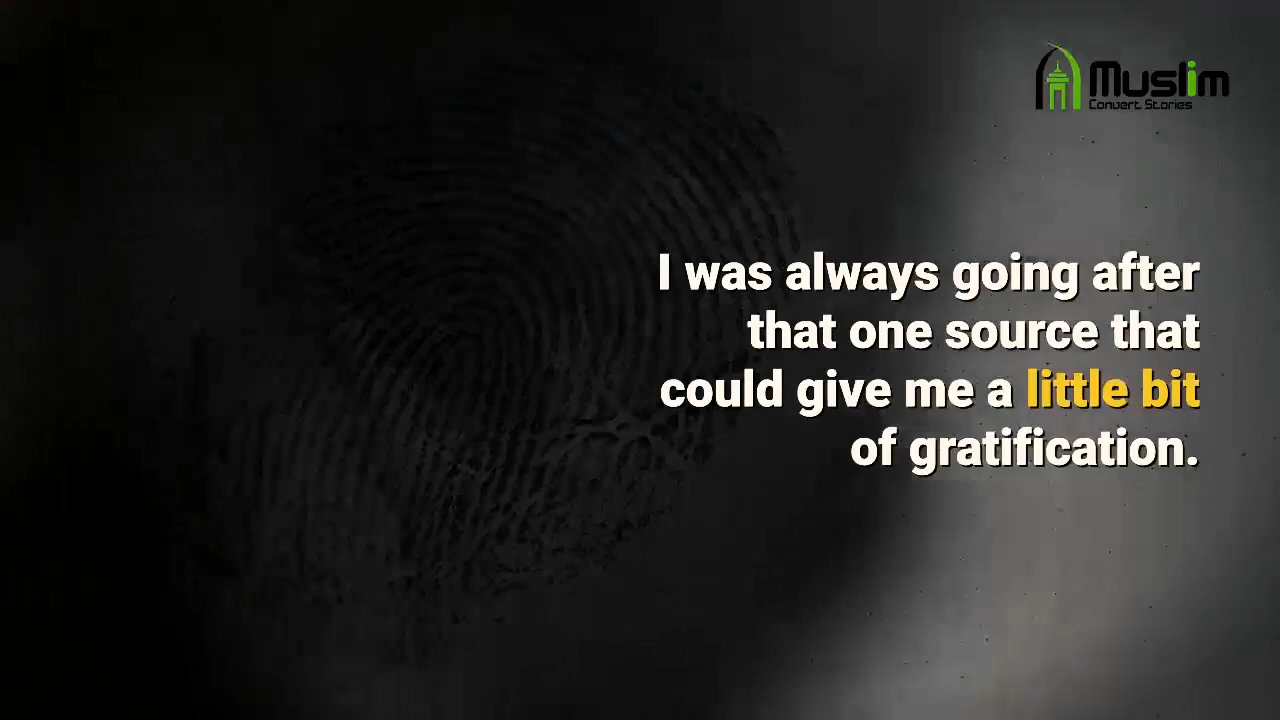 Muslim
Convert Stories
I was always going after
that one source that
could give me a little bit
of gratification.